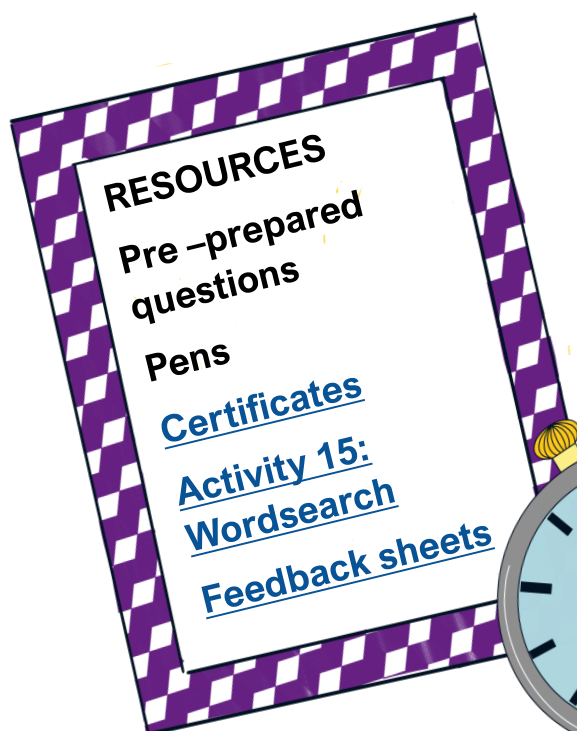 RESOURCES
Pre –prepared
questions
Pens
Certificates
Activity 15:
Wordsearch
Feedback sheets